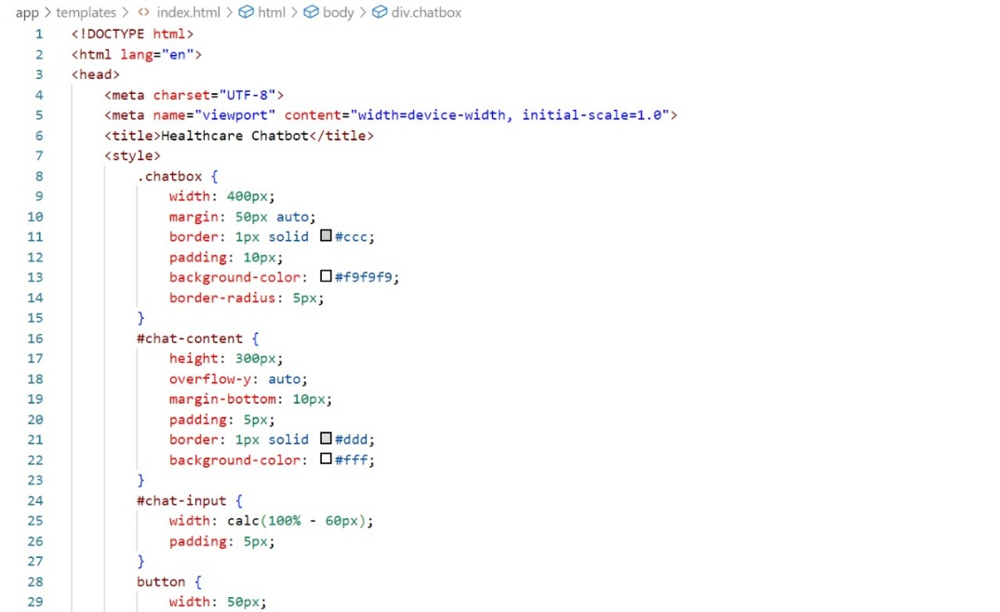 app > templates > <> index.html > html > body > div.chatbox
1 <!DOCTYPE html>
2 <html lang="en">
3 <head>
4     <meta charset="UTF-8">
5     <meta name="viewport" content="width=device-width, initial-scale=1.0">
6     <title>Healthcare Chatbot</title>
7     <style>
8         .chatbox {
9             width: 400px;
10             margin: 50px auto;
11             border: 1px solid #ccc;
12             padding: 10px;
13             background-color: #f9f9f9;
14             border-radius: 5px;
15         }
16         #chat-content {
17             height: 300px;
18             overflow-y: auto;
19             margin-bottom: 10px;
20             padding: 5px;
21             border: 1px solid #ddd;
22             background-color: #fff;
23         }
24         #chat-input {
25             width: calc(100% - 60px);
26             padding: 5px;
27         }
28         button {
29             width: 50px;